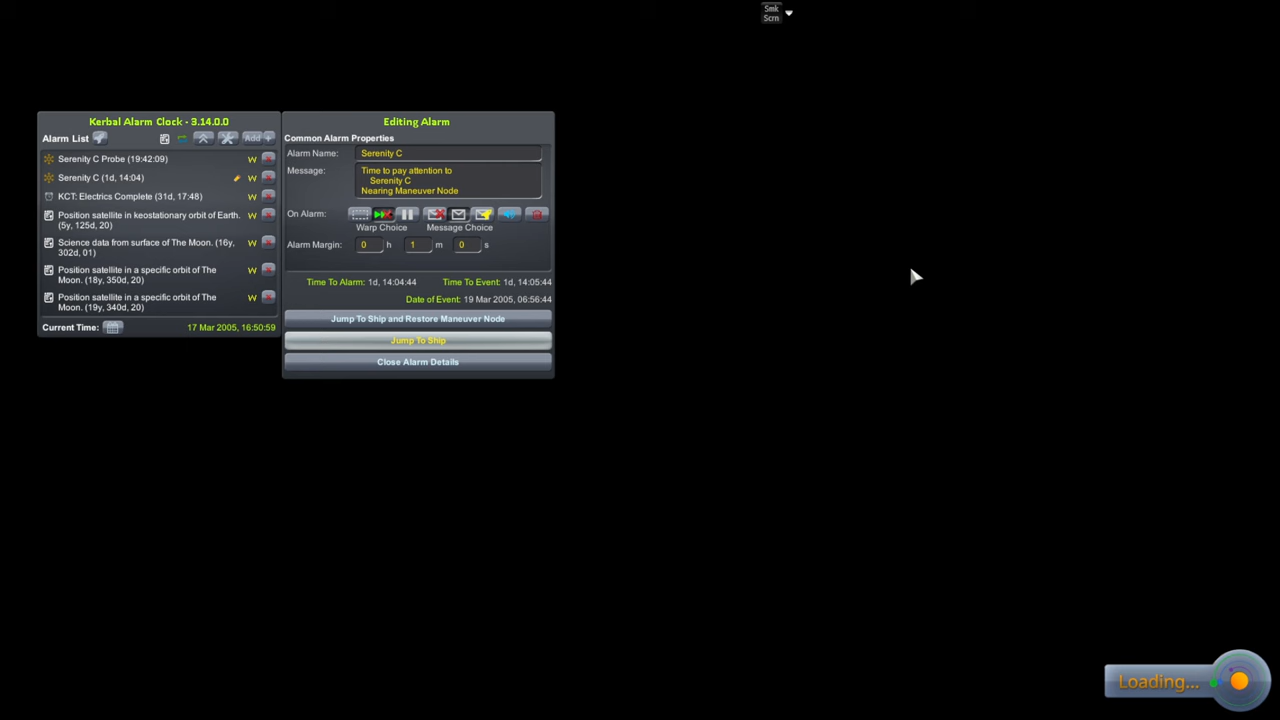 Smk
Scrn
Kerbal Alarm Clock - 3.14.0.0
Alarm List
Add +
Serenity C Probe (19:42:09)
W
Serenity C (1d, 14:04)
W
KCT: Electrics Complete (31d, 17:48)
W
Position satellite in keostationary orbit of Earth.
(5y, 125d, 20)
W
Science data from surface of The Moon. (16y,
302d, 01)
W
Position satellite in a specific orbit of The
Moon. (18y, 350d, 20)
W
Position satellite in a specific orbit of The
Moon. (19y, 340d, 20)
W
Current Time:
17 Mar 2005, 16:50:59
Editing Alarm
Common Alarm Properties
Alarm Name:
Serenity C
Message:
Time to pay attention to
Serenity C
Nearing Maneuver Node
On Alarm:
Warp Choice
Message Choice
Alarm Margin:
0 h 1 m 0 s
Time To Alarm: 1d, 14:04:44
Time To Event: 1d, 14:05:44
Date of Event: 19 Mar 2005, 06:56:44
Jump To Ship and Restore Maneuver Node
Jump To Ship
Close Alarm Details
Loading...